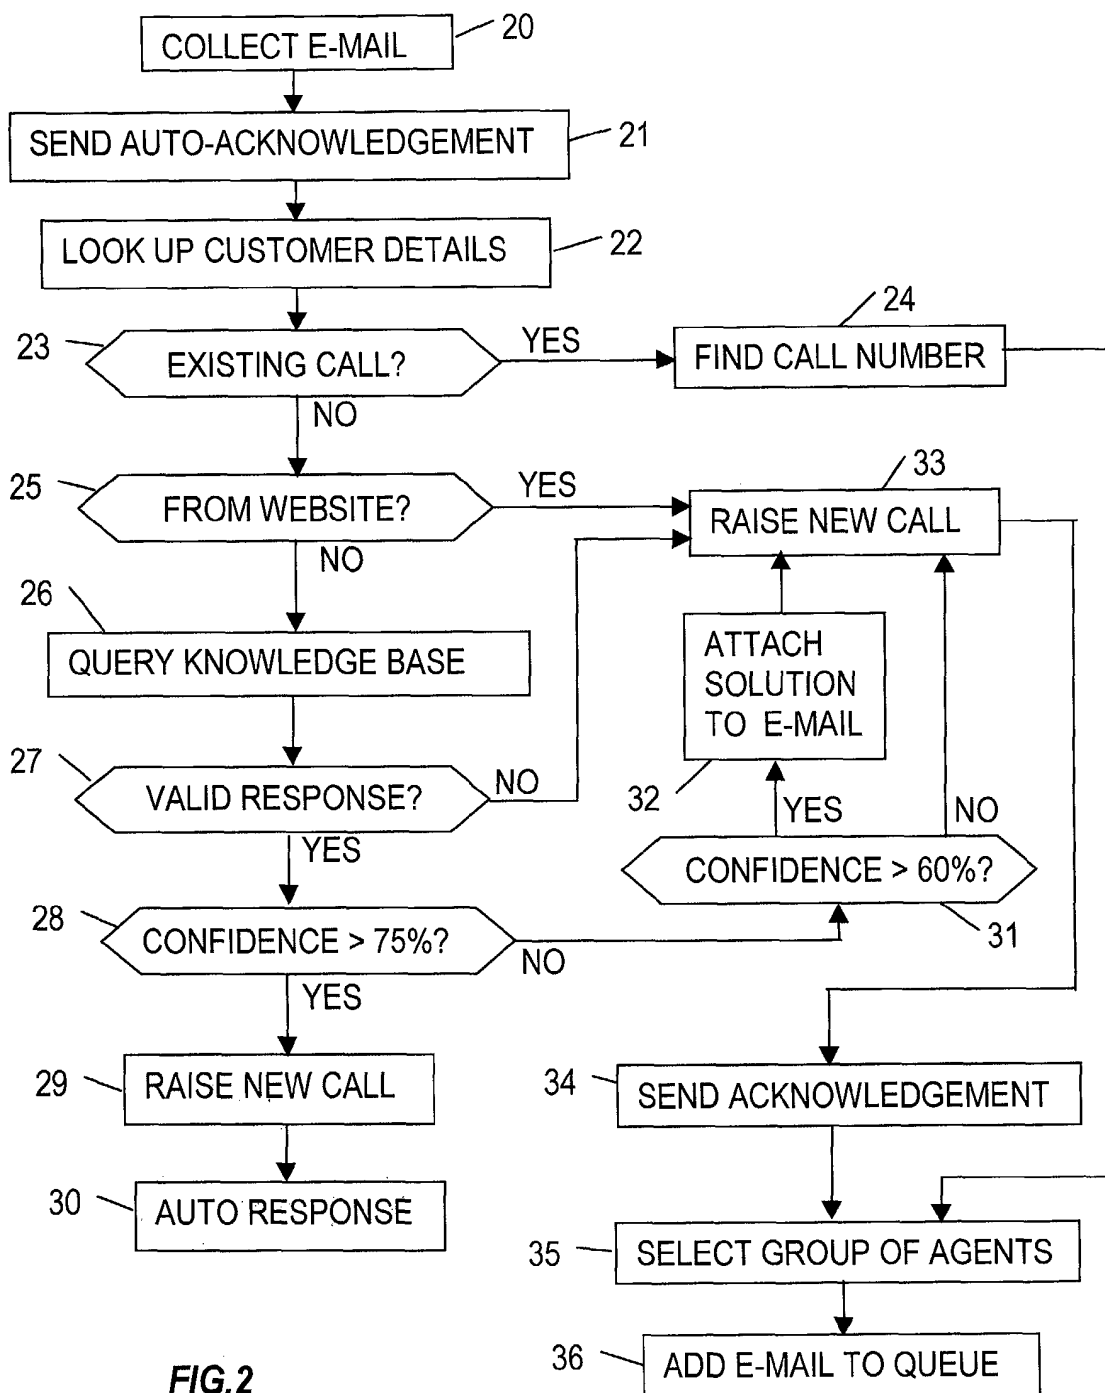 COLLECT E-MAIL
20
SEND AUTO-ACKNOWLEDGEMENT
21
LOOK UP CUSTOMER DETAILS
22
23
EXISTING CALL?
YES
24
FIND CALL NUMBER
NO
25
FROM WEBSITE?
YES
33
RAISE NEW CALL
NO
26
QUERY KNOWLEDGE BASE
ATTACH
SOLUTION
TO E-MAIL
32
27
VALID RESPONSE?
NO
YES
YES
NO
CONFIDENCE > 60%?
31
28
CONFIDENCE > 75%?
NO
YES
29
RAISE NEW CALL
34
SEND ACKNOWLEDGEMENT
30
AUTO RESPONSE
35
SELECT GROUP OF AGENTS
36
ADD E-MAIL TO QUEUE
FIG.2